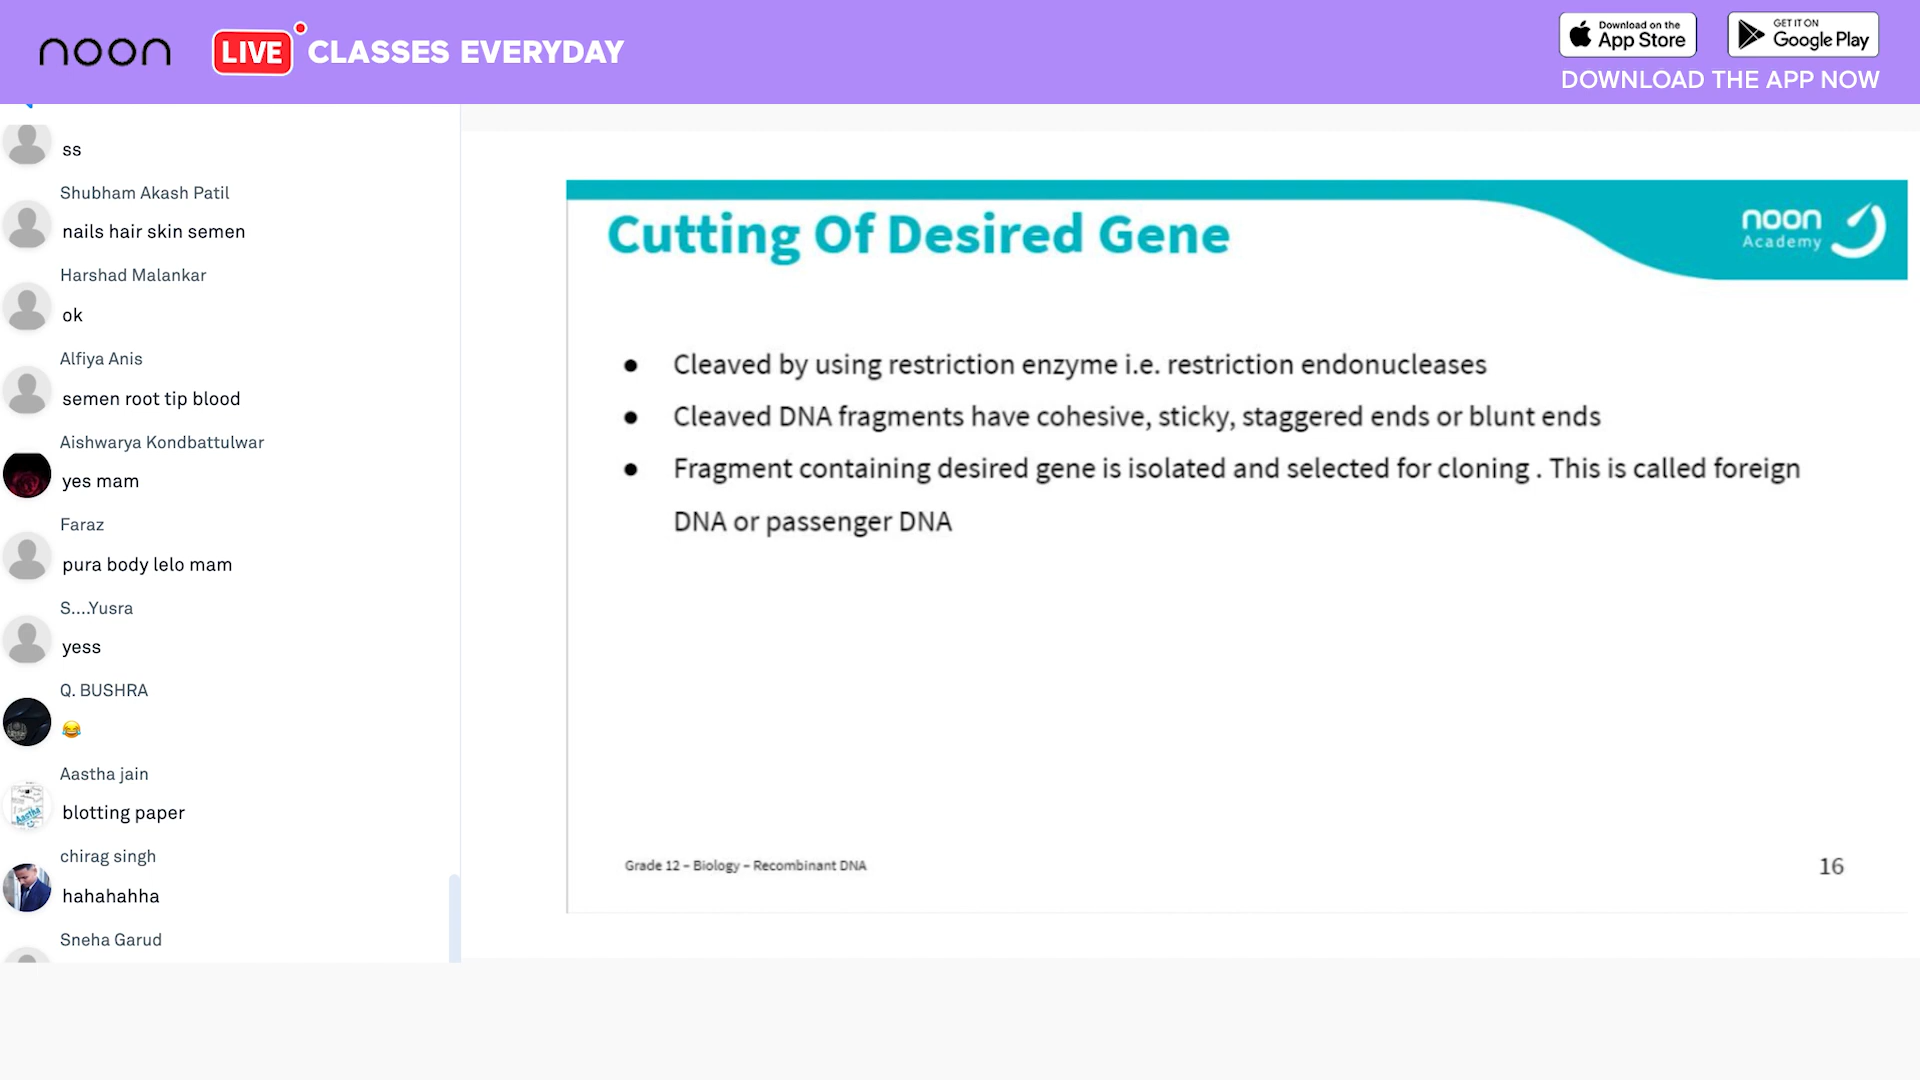 noon LIVE CLASSES EVERYDAY
Download on the
App Store
GET IT ON
Google Play
DOWNLOAD THE APP NOW
ss
Shubham Akash Patil
nails hair skin semen
Harshad Malankar
ok
Alfiya Anis
semen root tip blood
Aishwarya Kondbattulwar
yes mam
Faraz
pura body lelo mam
S....Yusra
yess
Q. BUSHRA
😂
Aastha jain
blotting paper
chirag singh
hahahahha
Sneha Garud
Cutting Of Desired Gene
noon
Academy
● Cleaved by using restriction enzyme i.e. restriction endonucleases
● Cleaved DNA fragments have cohesive, sticky, staggered ends or blunt ends
● Fragment containing desired gene is isolated and selected for cloning . This is called foreign
DNA or passenger DNA
Grade 12 – Biology – Recombinant DNA
16